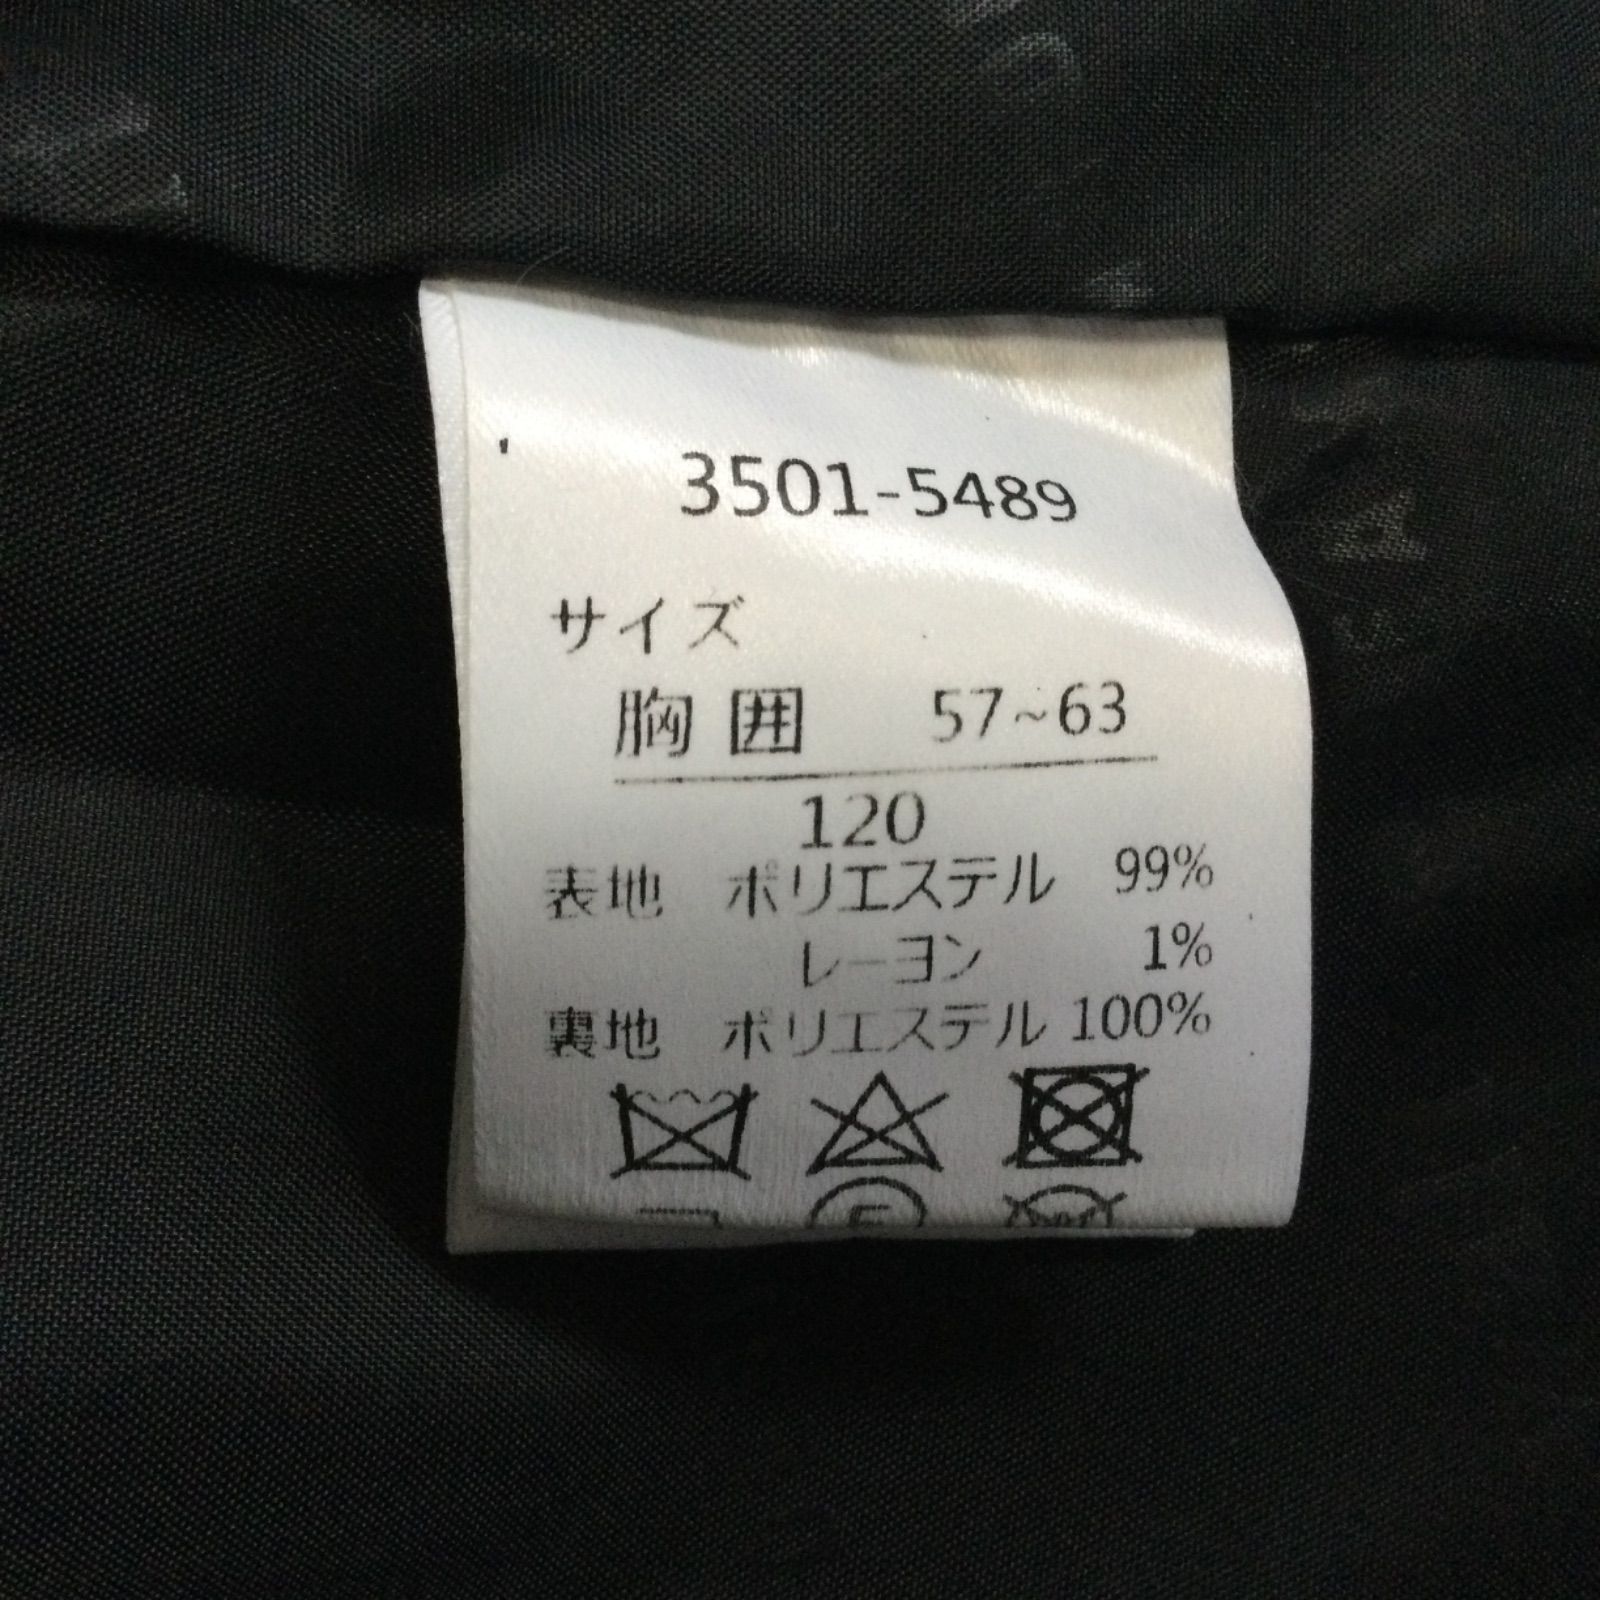 3501-5489
サイズ
胸囲 57~63
120
表地 ポリエステル 99%
レーヨン 1%
裏地 ポリエステル 100%